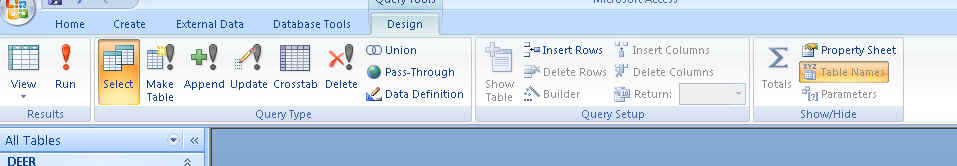 Query Tools
Microsoft Access
Home Create External Data Database Tools Design
View Run Select Make Table Append Update Crosstab Delete
Union
Pass-Through
Data Definition
Show Table
Insert Rows
Delete Rows
Builder
Insert Columns
Delete Columns
Return:
Totals
Property Sheet
XYZ Table Names
[?] Parameters
Results Query Type Query Setup Show/Hide
All Tables
DEER